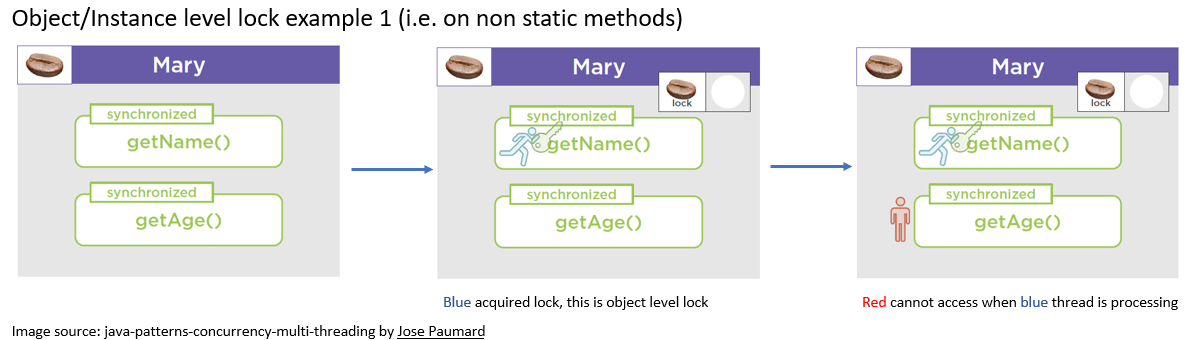 Object/Instance level lock example 1 (i.e. on non static methods)
Mary
synchronized
getName()
synchronized
getAge()
Mary
lock
synchronized
getName()
synchronized
getAge()
Blue acquired lock, this is object level lock
Mary
lock
synchronized
getName()
synchronized
getAge()
Red cannot access when blue thread is processing
Image source: java-patterns-concurrency-multi-threading by Jose Paumard